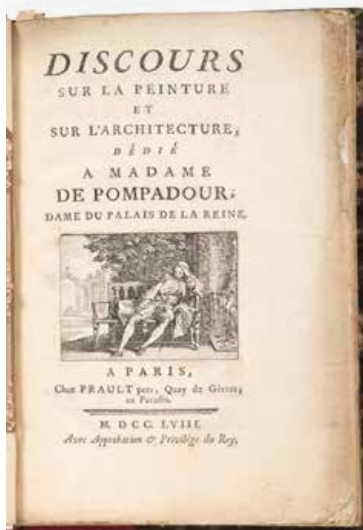 DISCOURS
SUR LA PEINTURE
ET
SUR L'ARCHITECTURE,
DÉDIÉ
A MADAME
DE POMPADOUR,
DAME DU PALAIS DE LA REINE.
A PARIS,
Chez PRAULT pere, Quay de Gêvres,
au Paradis.
M. DCC. LVIII.
Avec Approbation & Privilége du Roy.